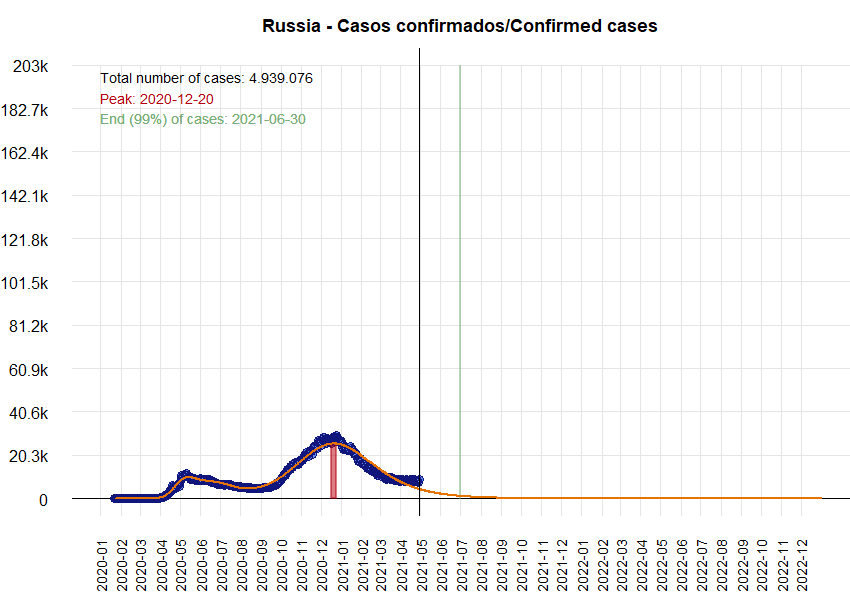 Russia - Casos confirmados/Confirmed cases
203k
182.7k
162.4k
142.1k
121.8k
101.5k
81.2k
60.9k
40.6k
20.3k
0
Total number of cases: 4.939.076
Peak: 2020-12-20
End (99%) of cases: 2021-06-30
2020-01
2020-02
2020-03
2020-04
2020-05
2020-06
2020-07
2020-08
2020-09
2020-10
2020-11
2020-12
2021-01
2021-02
2021-03
2021-04
2021-05
2021-06
2021-07
2021-08
2021-09
2021-10
2021-11
2021-12
2022-01
2022-02
2022-03
2022-04
2022-05
2022-06
2022-07
2022-08
2022-09
2022-10
2022-11
2022-12